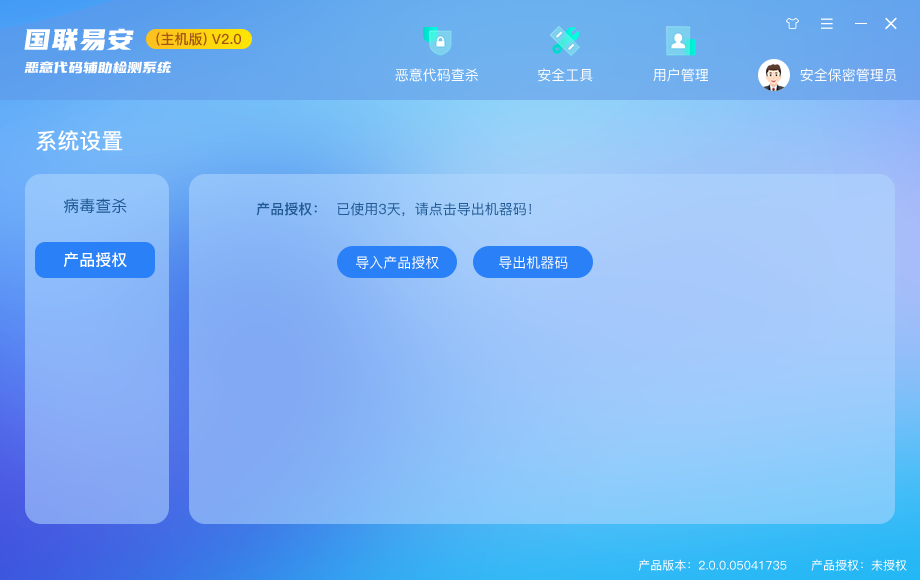 国联易安 (主机版) V2.0
恶意代码辅助检测系统
恶意代码查杀 安全工具 用户管理 安全保密管理员
系统设置
病毒查杀
产品授权
产品授权： 已使用3天，请点击导出机器码！
导入产品授权 导出机器码
产品版本：2.0.0.05041735 产品授权：未授权